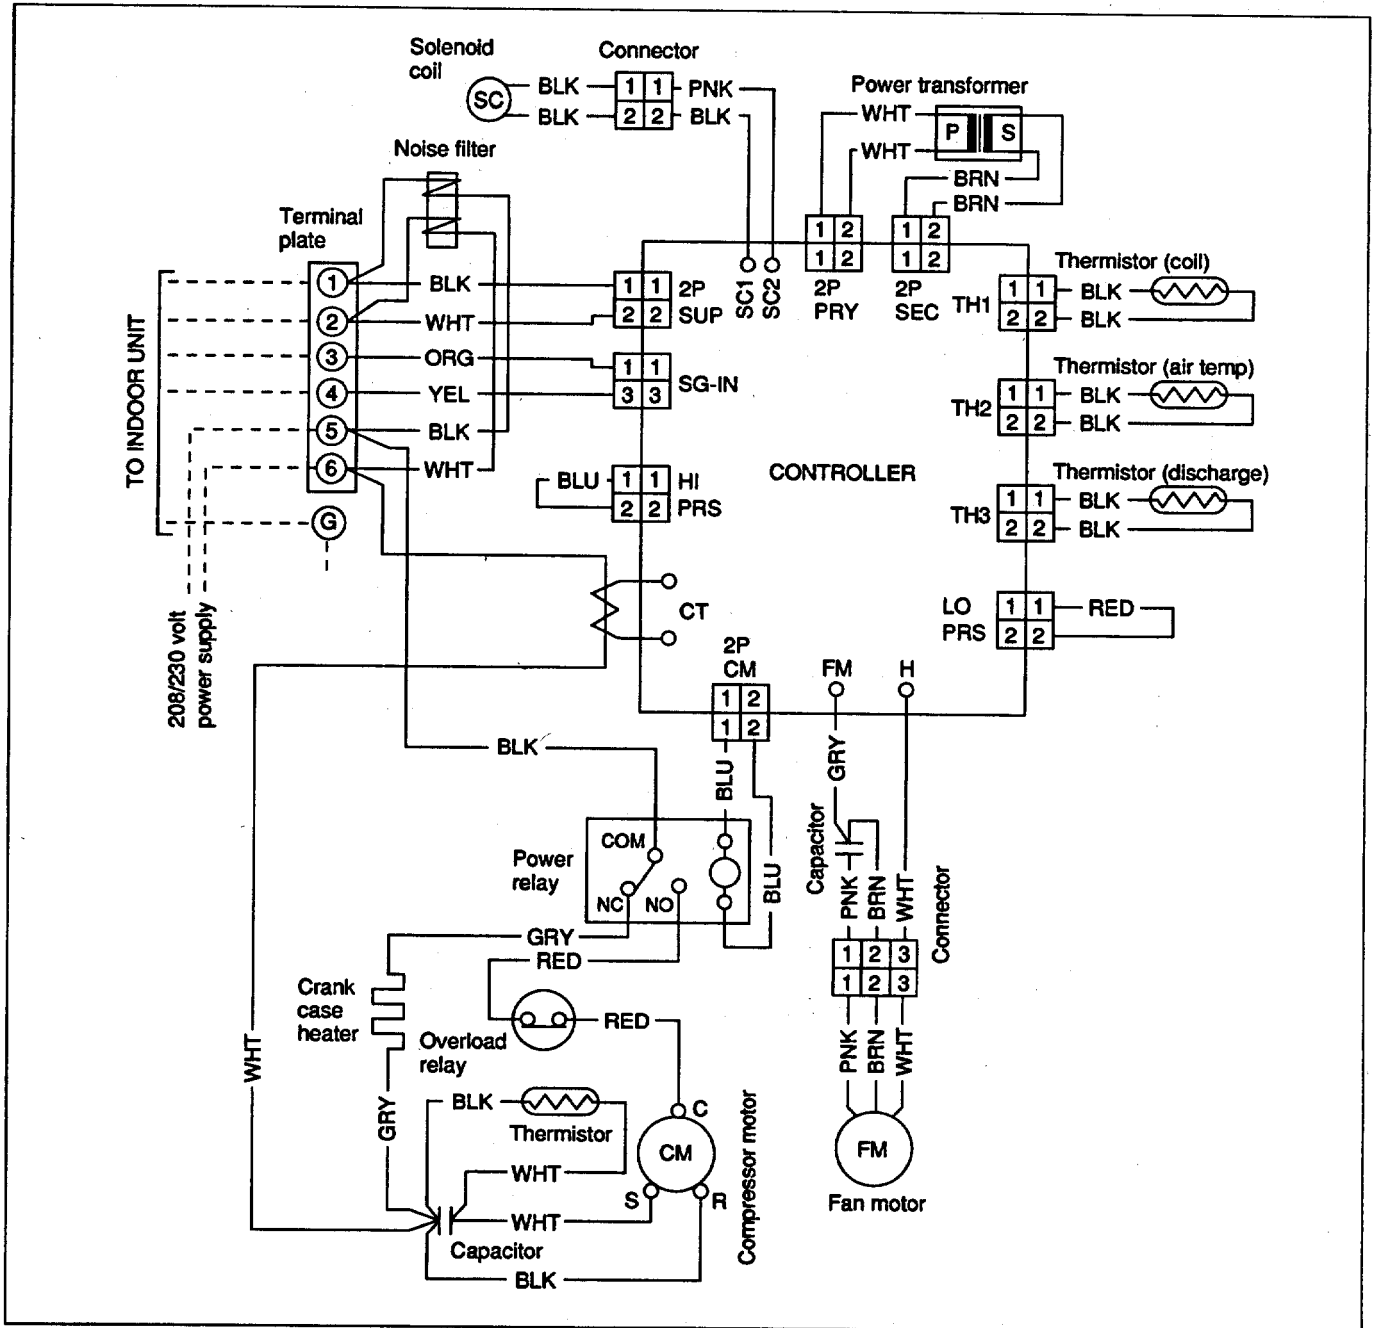 Solenoid
coil
Connector
SC
BLK
1 1
PNK
BLK
2 2
BLK
Power transformer
WHT
P S
WHT
BRN
BRN
Noise filter
Terminal
plate
1
BLK
2
WHT
3
ORG
4
YEL
5
BLK
6
WHT
G
TO INDOOR UNIT
208/230 volt
power supply
1 1
2 2
2P
SUP
1 1
3 3
SG-IN
SC1
SC2
1 2
1 2
2P
PRY
1 2
1 2
2P
SEC
Thermistor (coil)
TH1
1 1
BLK
2 2
BLK
Thermistor (air temp)
TH2
1 1
BLK
2 2
BLK
CONTROLLER
Thermistor (discharge)
TH3
1 1
BLK
2 2
BLK
BLU
1 1
2 2
HI
PRS
CT
LO
PRS
1 1
2 2
RED
2P
CM
1 2
1 2
FM
H
BLK
BLU
BLU
GRY
Capacitor
PNK
BRN
WHT
Connector
1 2 3
1 2 3
PNK
BRN
WHT
FM
Fan motor
Power
relay
COM
NC
NO
GRY
RED
Crank
case
heater
Overload
relay
RED
WHT
GRY
BLK
Thermistor
WHT
C
CM
S
R
Compressor motor
WHT
Capacitor
BLK